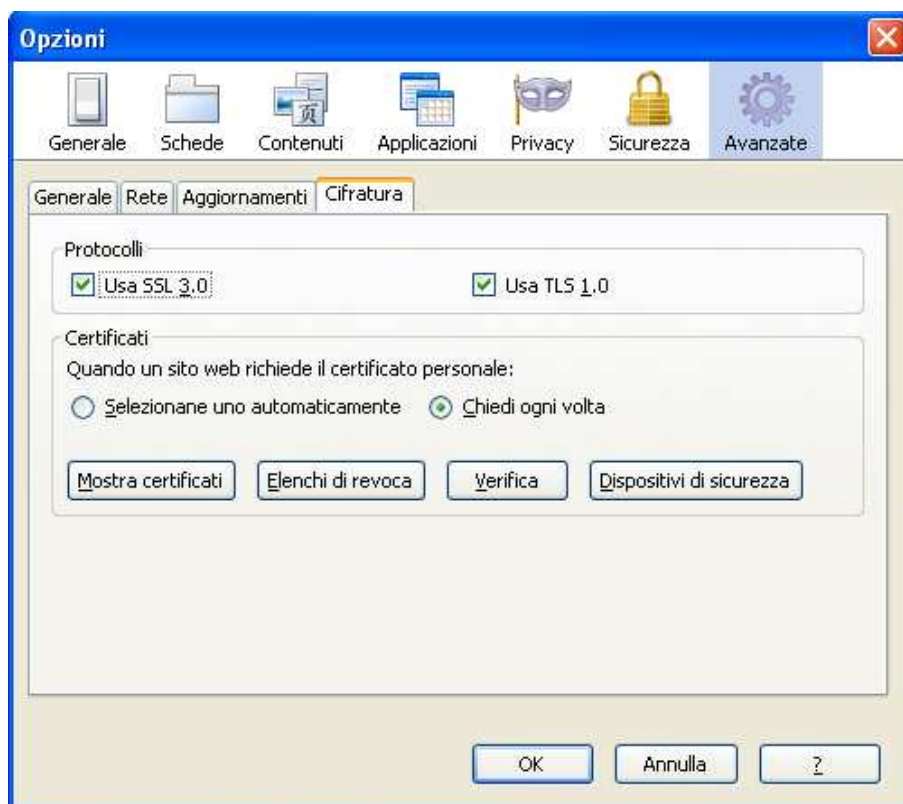 Opzioni
Generale Schede Contenuti Applicazioni Privacy Sicurezza Avanzate
Generale Rete Aggiornamenti Cifratura
Protocolli
Usa SSL 3.0 Usa TLS 1.0
Certificati
Quando un sito web richiede il certificato personale:
Selezionane uno automaticamente Chiedi ogni volta
Mostra certificati Elenchi di revoca Verifica Dispositivi di sicurezza
OK Annulla ?